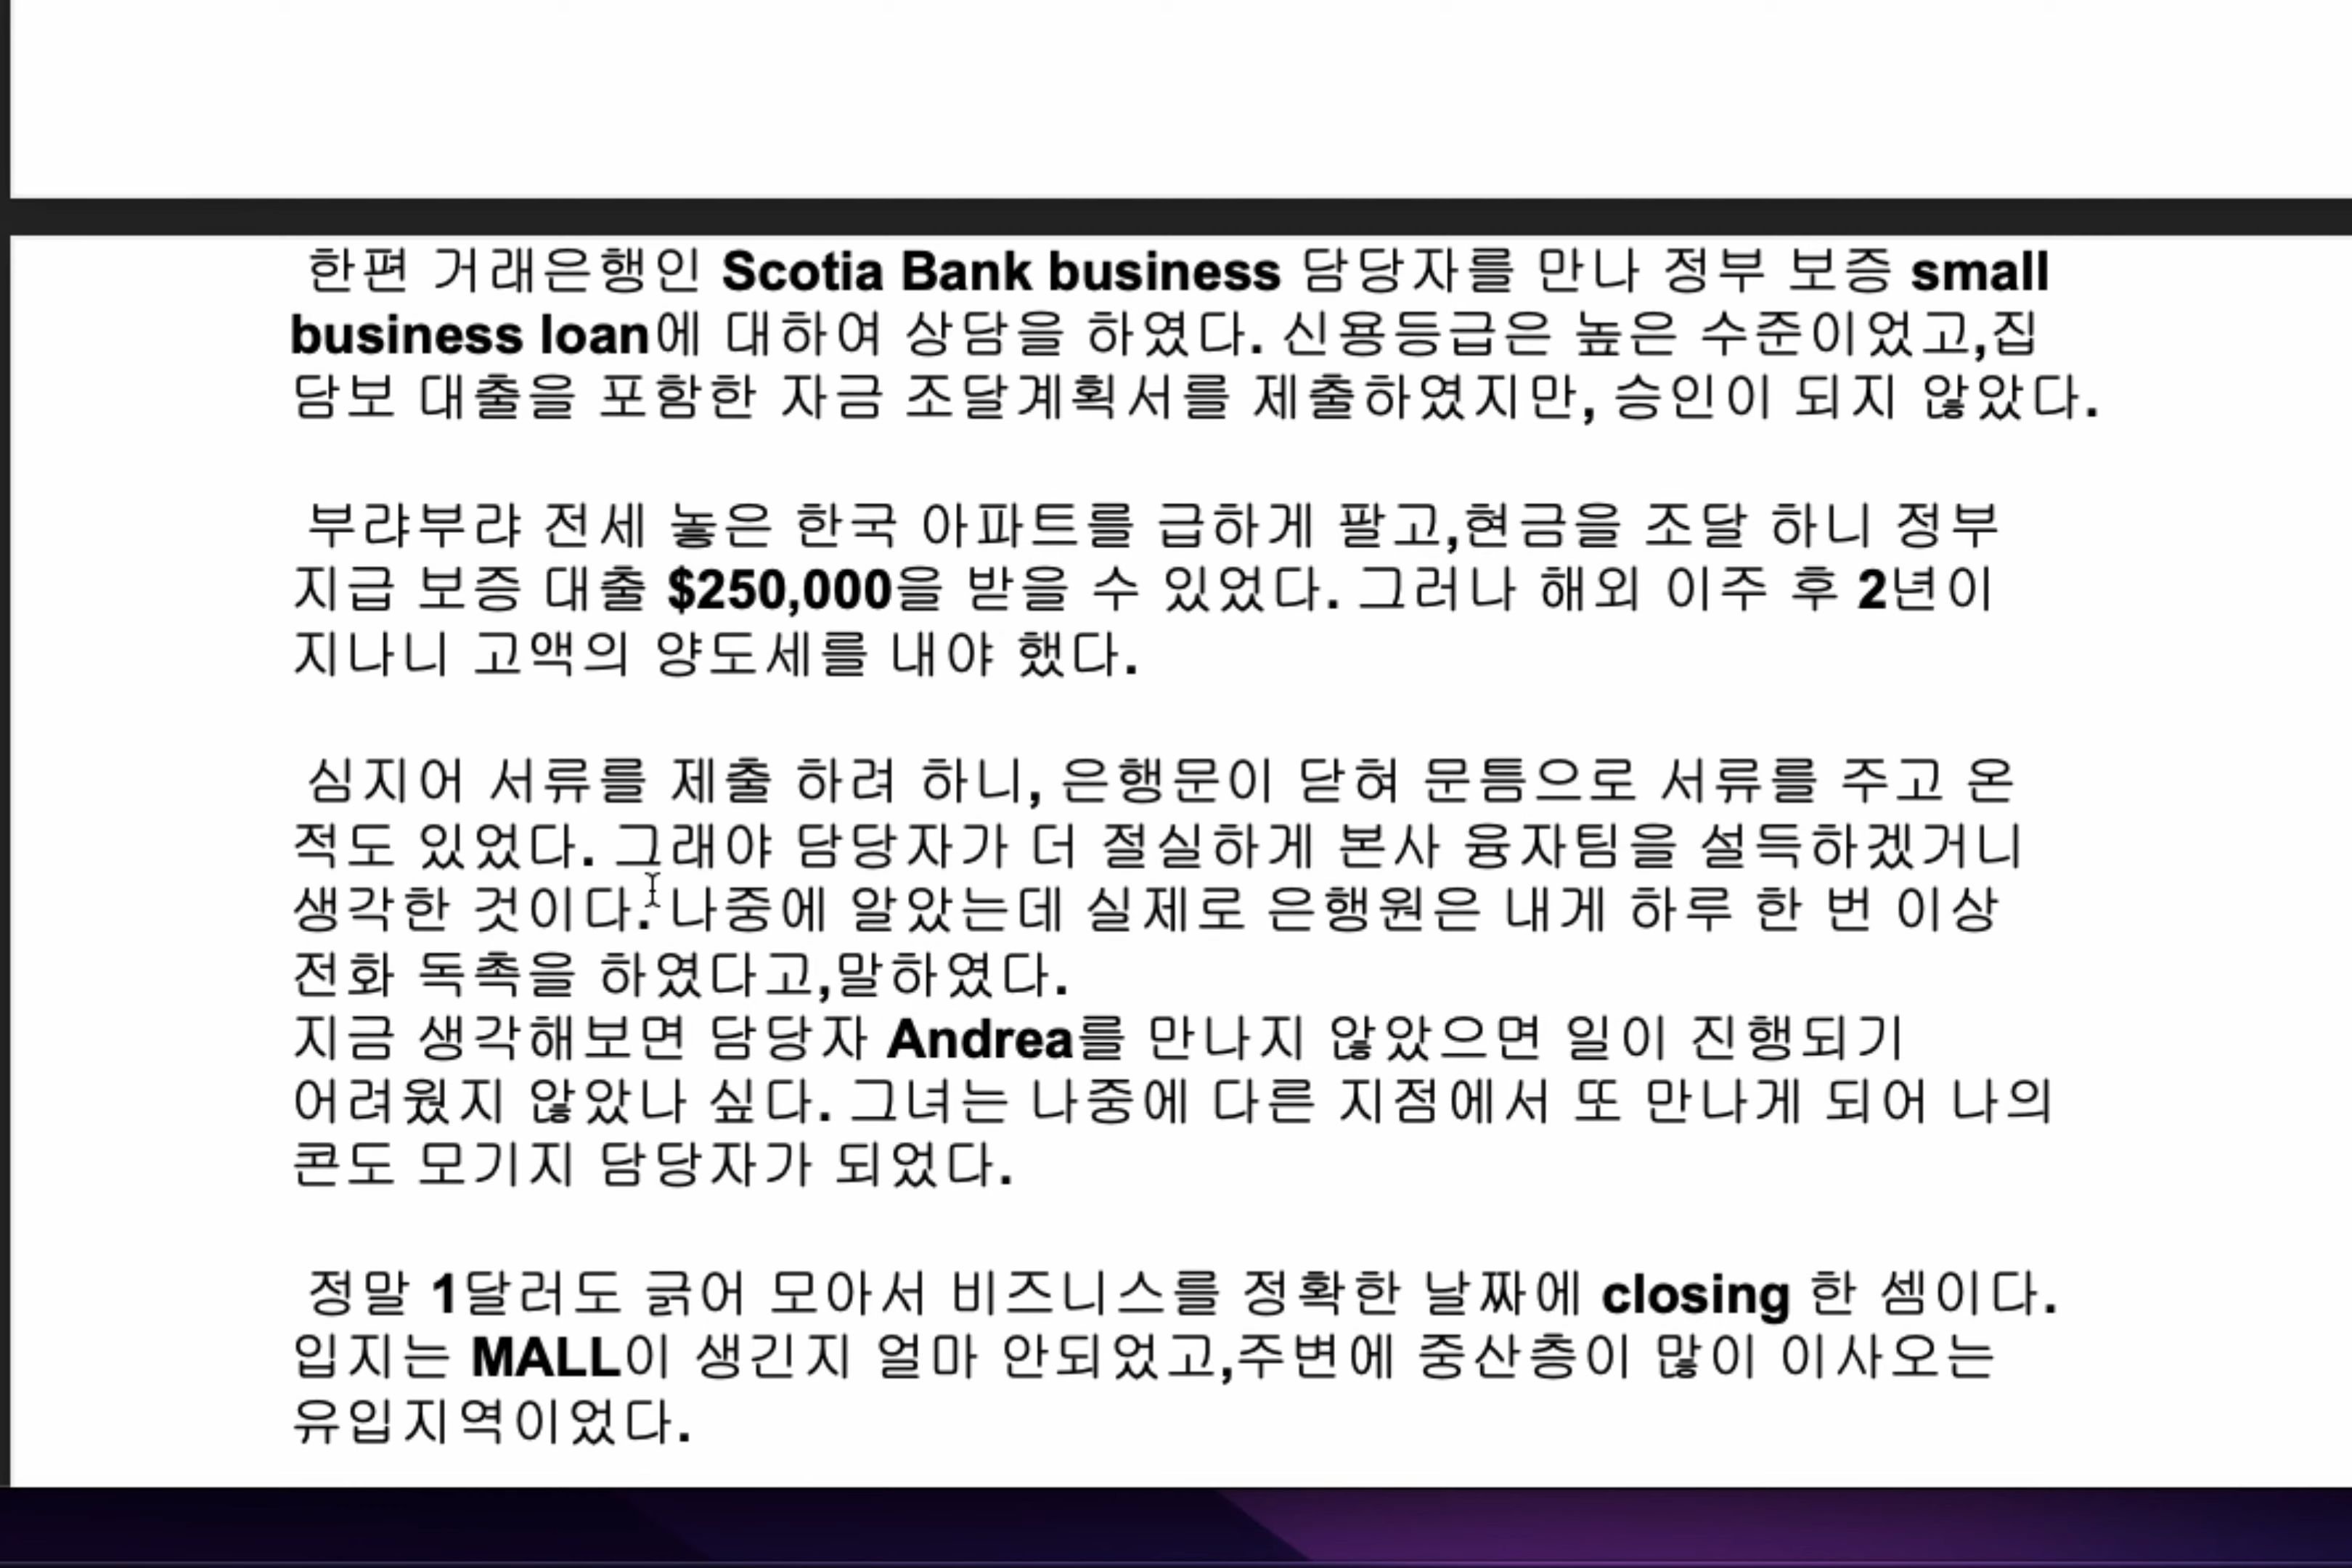 한편 거래은행인 Scotia Bank business 담당자를 만나 정부 보증 small
business loan에 대하여 상담을 하였다. 신용등급은 높은 수준이었고,집
담보 대출을 포함한 자금 조달계획서를 제출하였지만, 승인이 되지 않았다.
부랴부랴 전세 놓은 한국 아파트를 급하게 팔고,현금을 조달 하니 정부
지급 보증 대출 $250,000을 받을 수 있었다. 그러나 해외 이주 후 2년이
지나니 고액의 양도세를 내야 했다.
심지어 서류를 제출 하려 하니, 은행문이 닫혀 문틈으로 서류를 주고 온
적도 있었다. 그래야 담당자가 더 절실하게 본사 융자팀을 설득하겠거니
생각한 것이다. 나중에 알았는데 실제로 은행원은 내게 하루 한 번 이상
전화 독촉을 하였다고,말하였다.
지금 생각해보면 담당자 Andrea를 만나지 않았으면 일이 진행되기
어려웠지 않았나 싶다. 그녀는 나중에 다른 지점에서 또 만나게 되어 나의
콘도 모기지 담당자가 되었다.
정말 1달러도 긁어 모아서 비즈니스를 정확한 날짜에 closing 한 셈이다.
입지는 MALL이 생긴지 얼마 안되었고,주변에 중산층이 많이 이사오는
유입지역이었다.